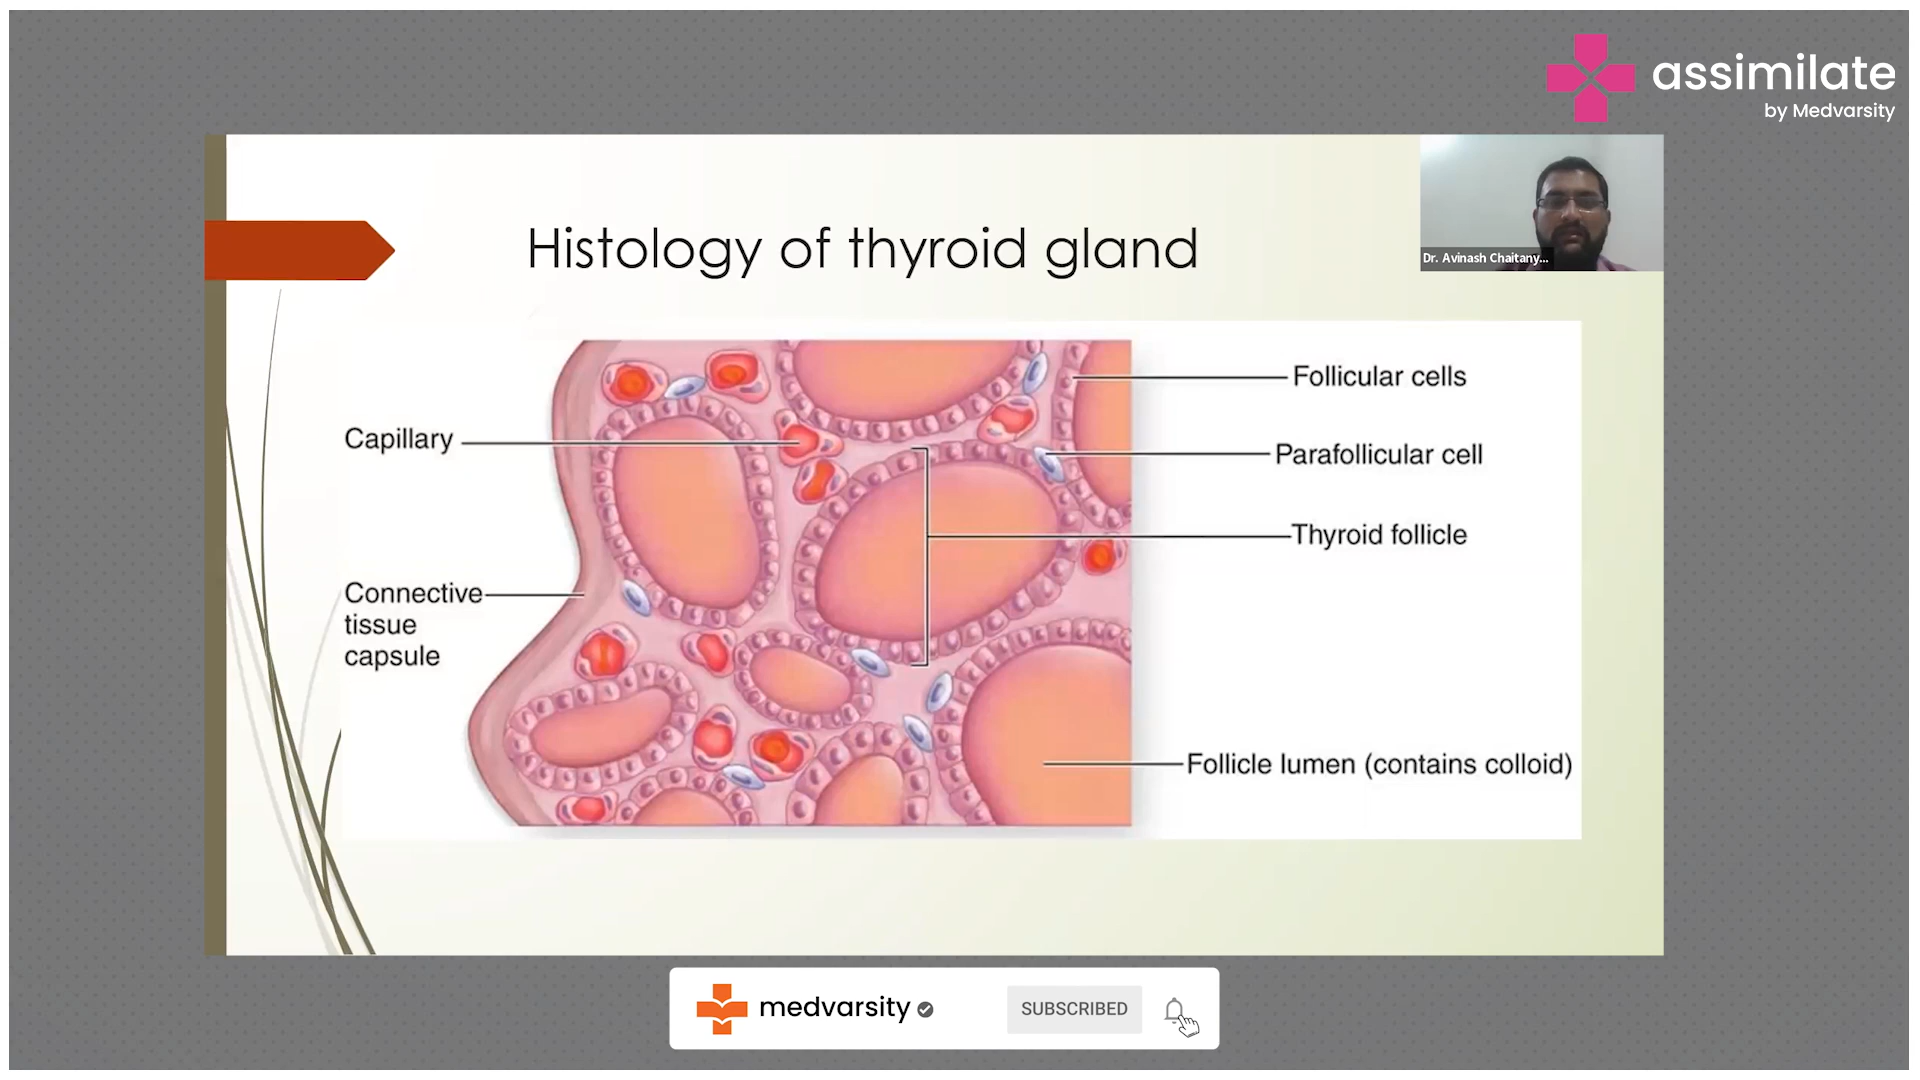 assimilate
by Medvarsity
Histology of thyroid gland
Dr. Avinash Chaitany...
Follicular cells
Capillary
Parafollicular cell
Thyroid follicle
Connective
tissue
capsule
Follicle lumen (contains colloid)
medvarsity
SUBSCRIBED